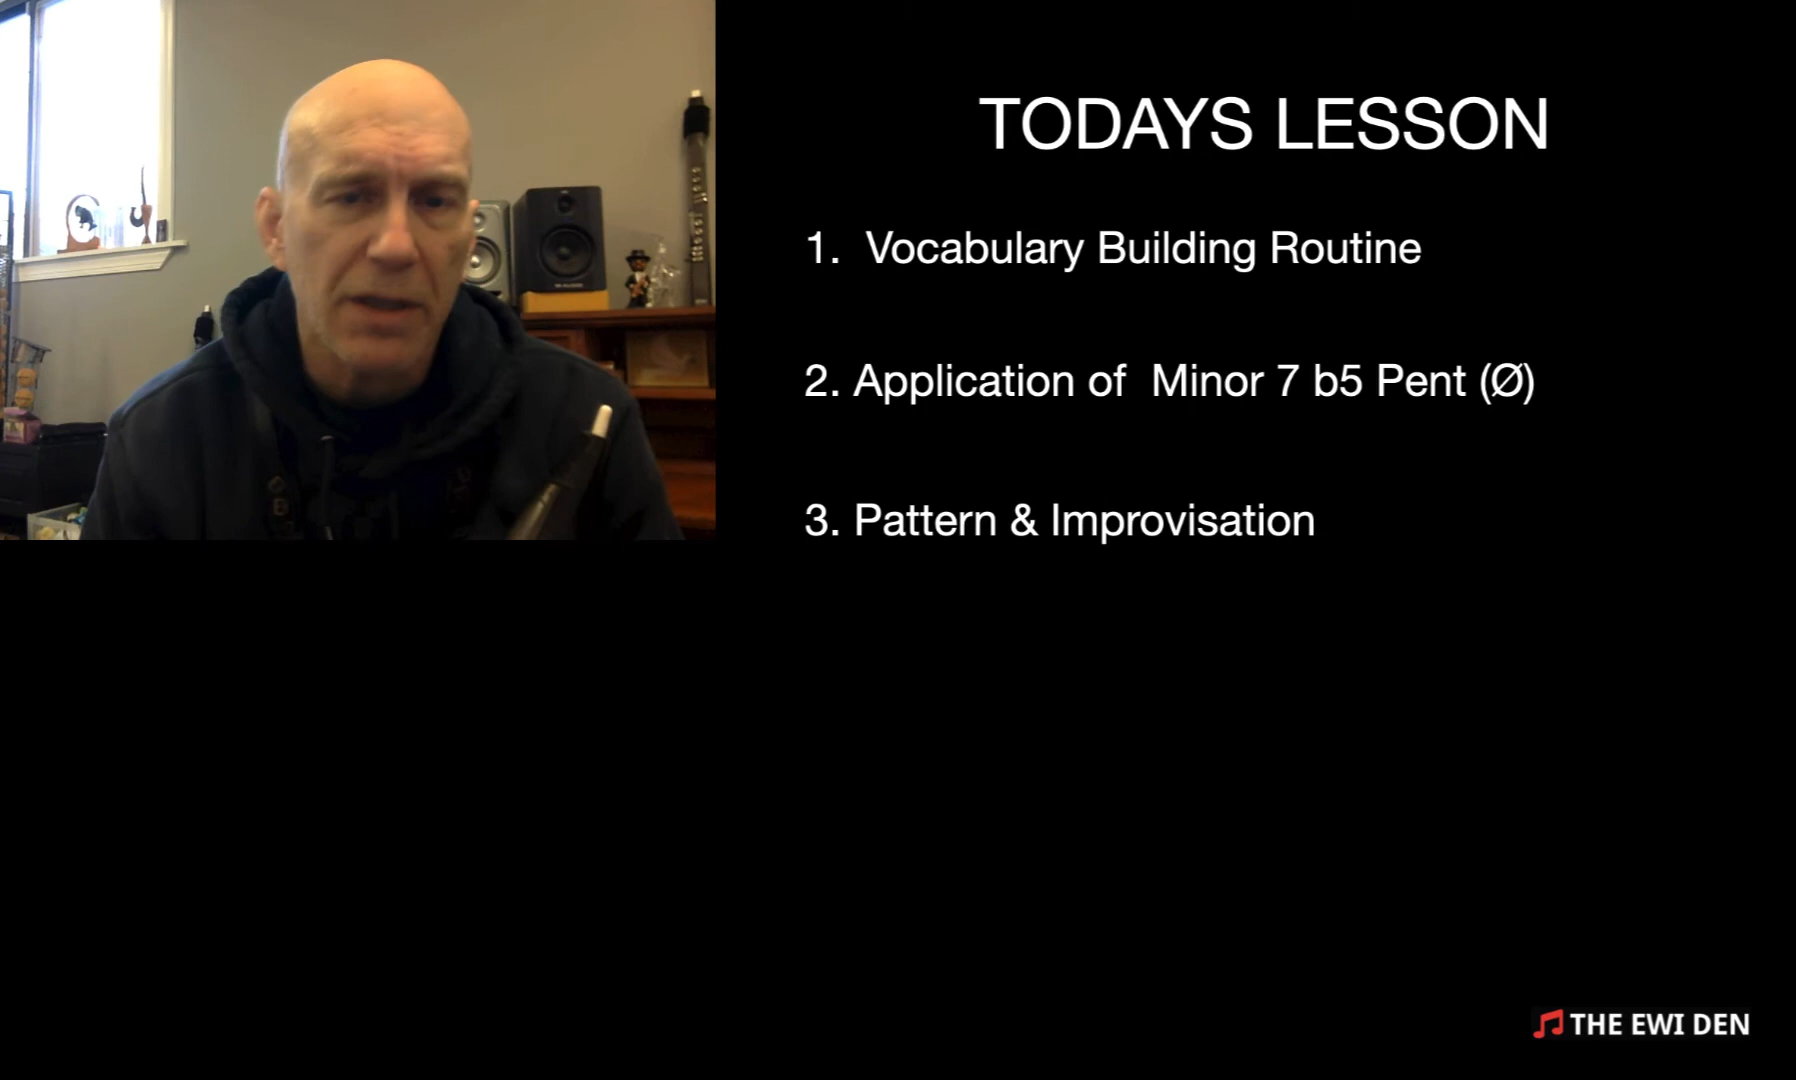 TODAYS LESSON
1. Vocabulary Building Routine
2. Application of Minor 7 b5 Pent (Ø)
3. Pattern & Improvisation
THE EWI DEN